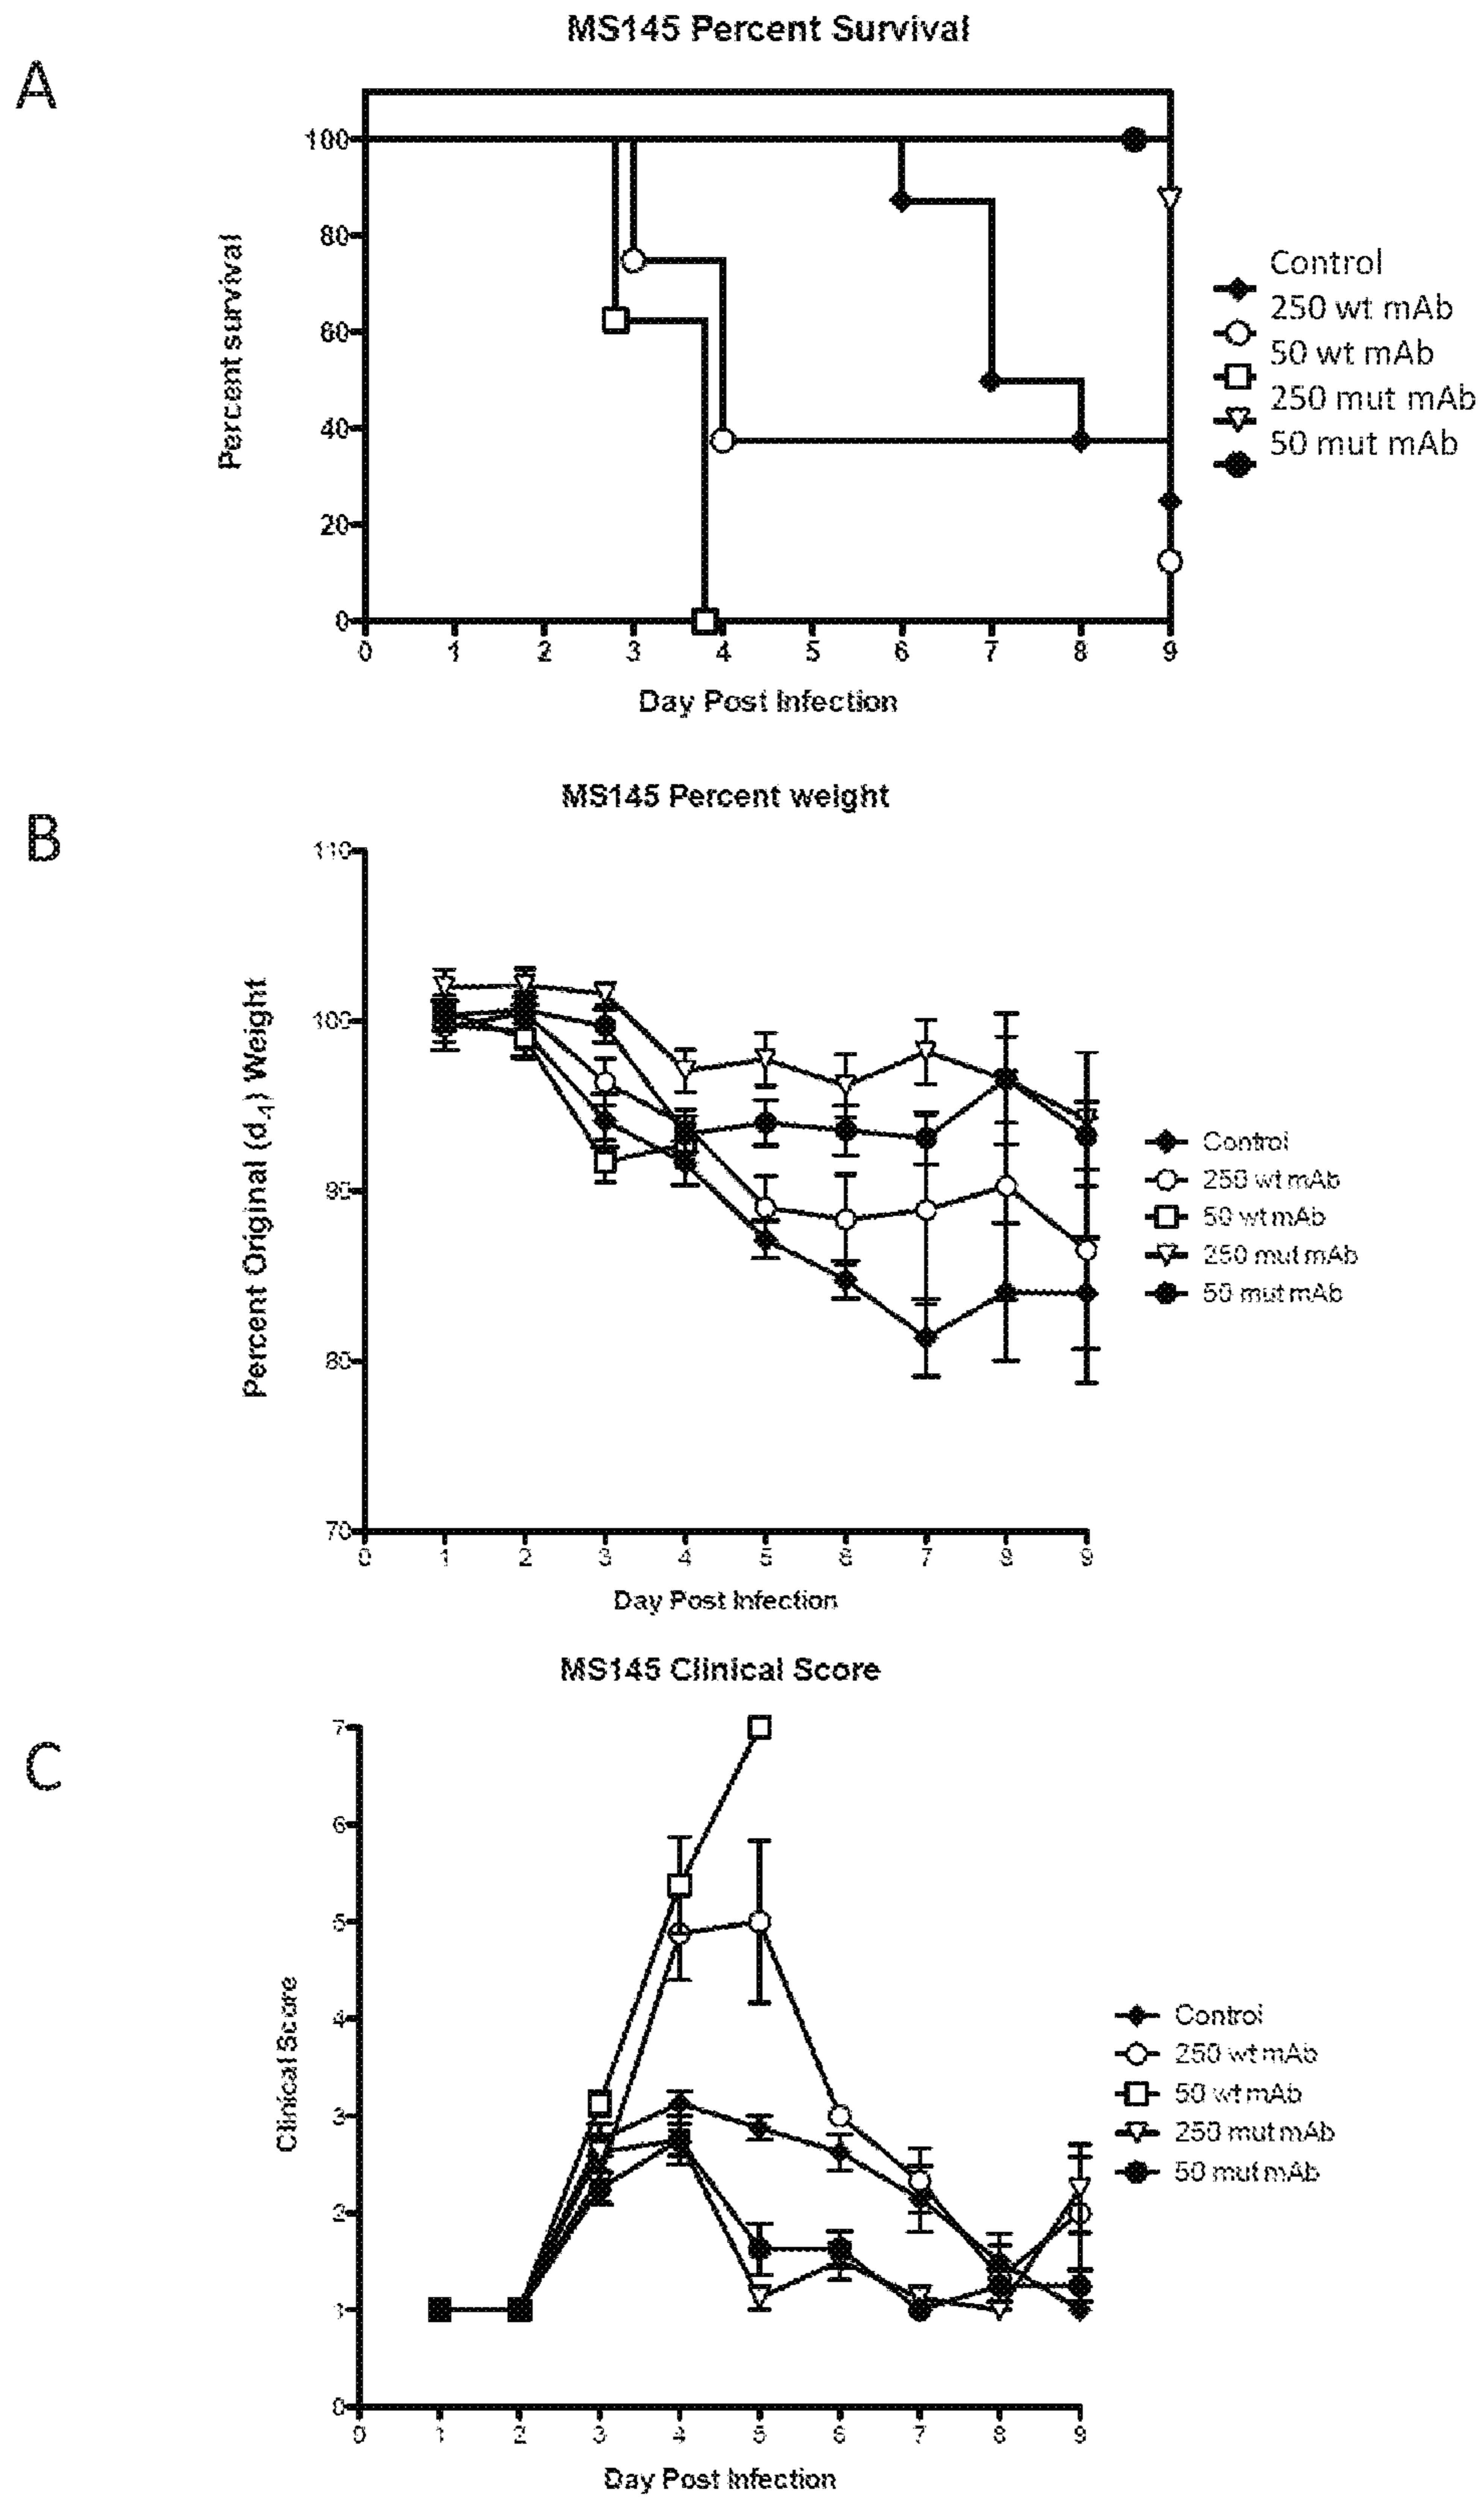 MS145 Percent Survival
A
100
80
60
40
20
0
Percent survival
0 1 2 3 4 5 6 7 8 9
Day Post Infection
Control
250 wt mAb
50 wt mAb
250 mut mAb
50 mut mAb
MS145 Percent weight
B
110
100
80
70
Percent Original (d-1) Weight
0 1 2 3 4 5 6 7 8 9
Day Post Infection
Control
250 wt mAb
50 wt mAb
250 mut mAb
50 mut mAb
MS145 Clinical Score
C
7
6
5
4
3
2
1
0
Clinical Score
0 1 2 3 4 5 6 7 8 9
Day Post Infection
Control
250 wt mAb
50 wt mAb
250 mut mAb
50 mut mAb